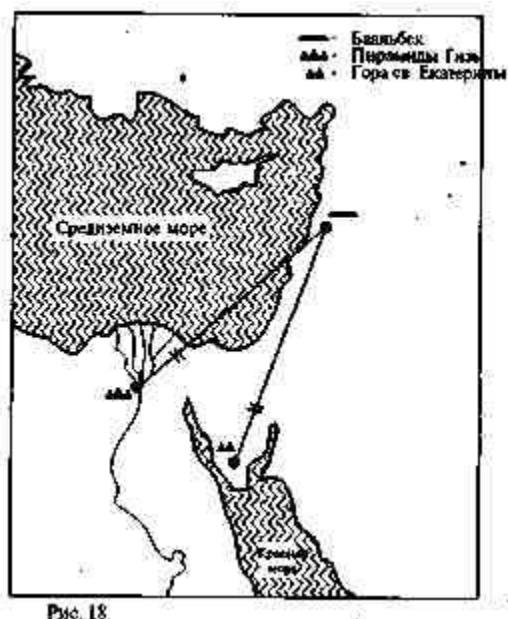 Баальбек
Пирамиды Гизы
Гора св. Екатерины
Средиземное море
Красное
море
Рис. 18